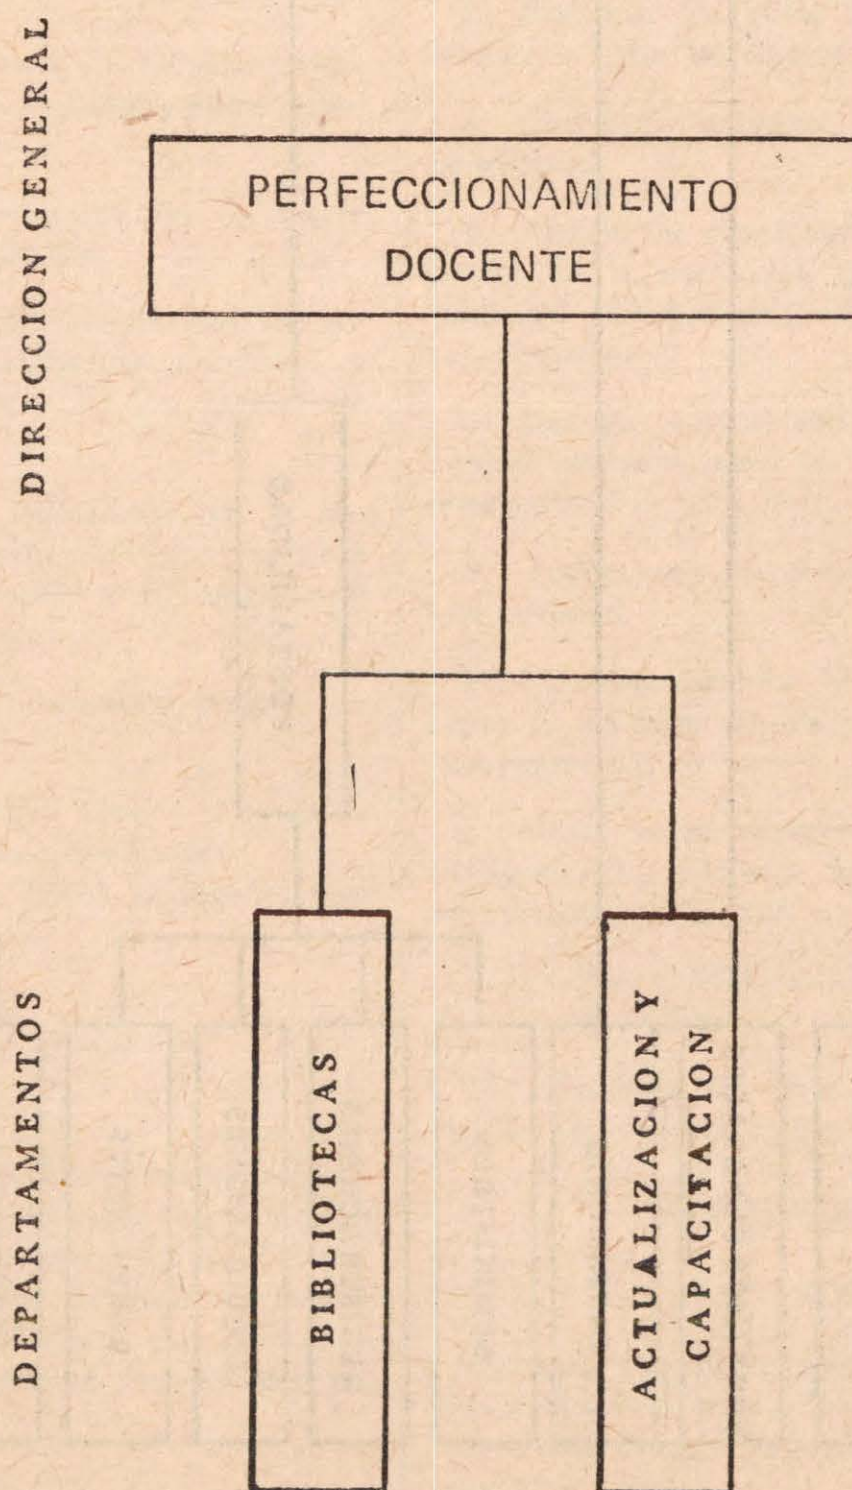 DIRECCION GENERAL
PERFECCIONAMIENTO
DOCENTE
DEPARTAMENTOS
BIBLIOTECAS
ACTUALIZACION Y
CAPACITACION